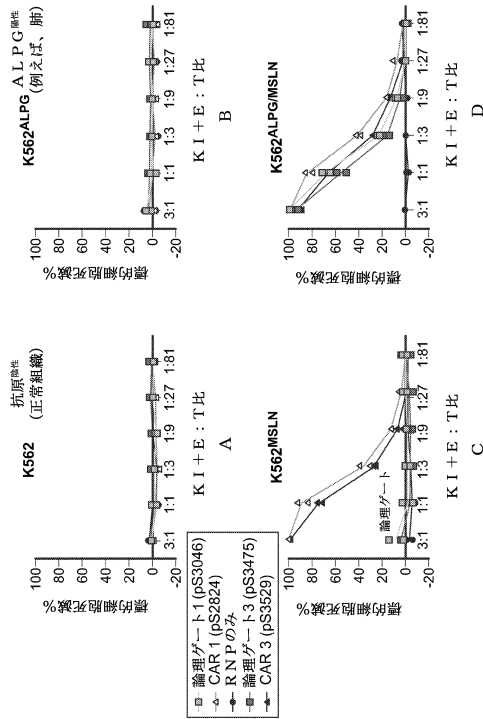 抗原陰性
(正常組織)
K562
100
80
60
40
20
0
-20
標的細胞死滅%
3:1
1:1
1:3
1:9
1:27
1:81
KI+E:T比
A
ALPG陽性
(例えば、肺)
K562ALPG
100
80
60
40
20
0
-20
標的細胞死滅%
3:1
1:1
1:3
1:9
1:27
1:81
KI+E:T比
B
論理ゲート1 (pS3046)
CAR 1 (pS2824)
RNPのみ
論理ゲート3 (pS3475)
CAR 3 (pS3529)
K562MSLN
100
80
60
40
20
0
-20
標的細胞死滅%
論理ゲート
3:1
1:1
1:3
1:9
1:27
1:81
KI+E:T比
C
K562ALPG/MSLN
100
80
60
40
20
0
-20
標的細胞死滅%
3:1
1:1
1:3
1:9
1:27
1:81
KI+E:T比
D